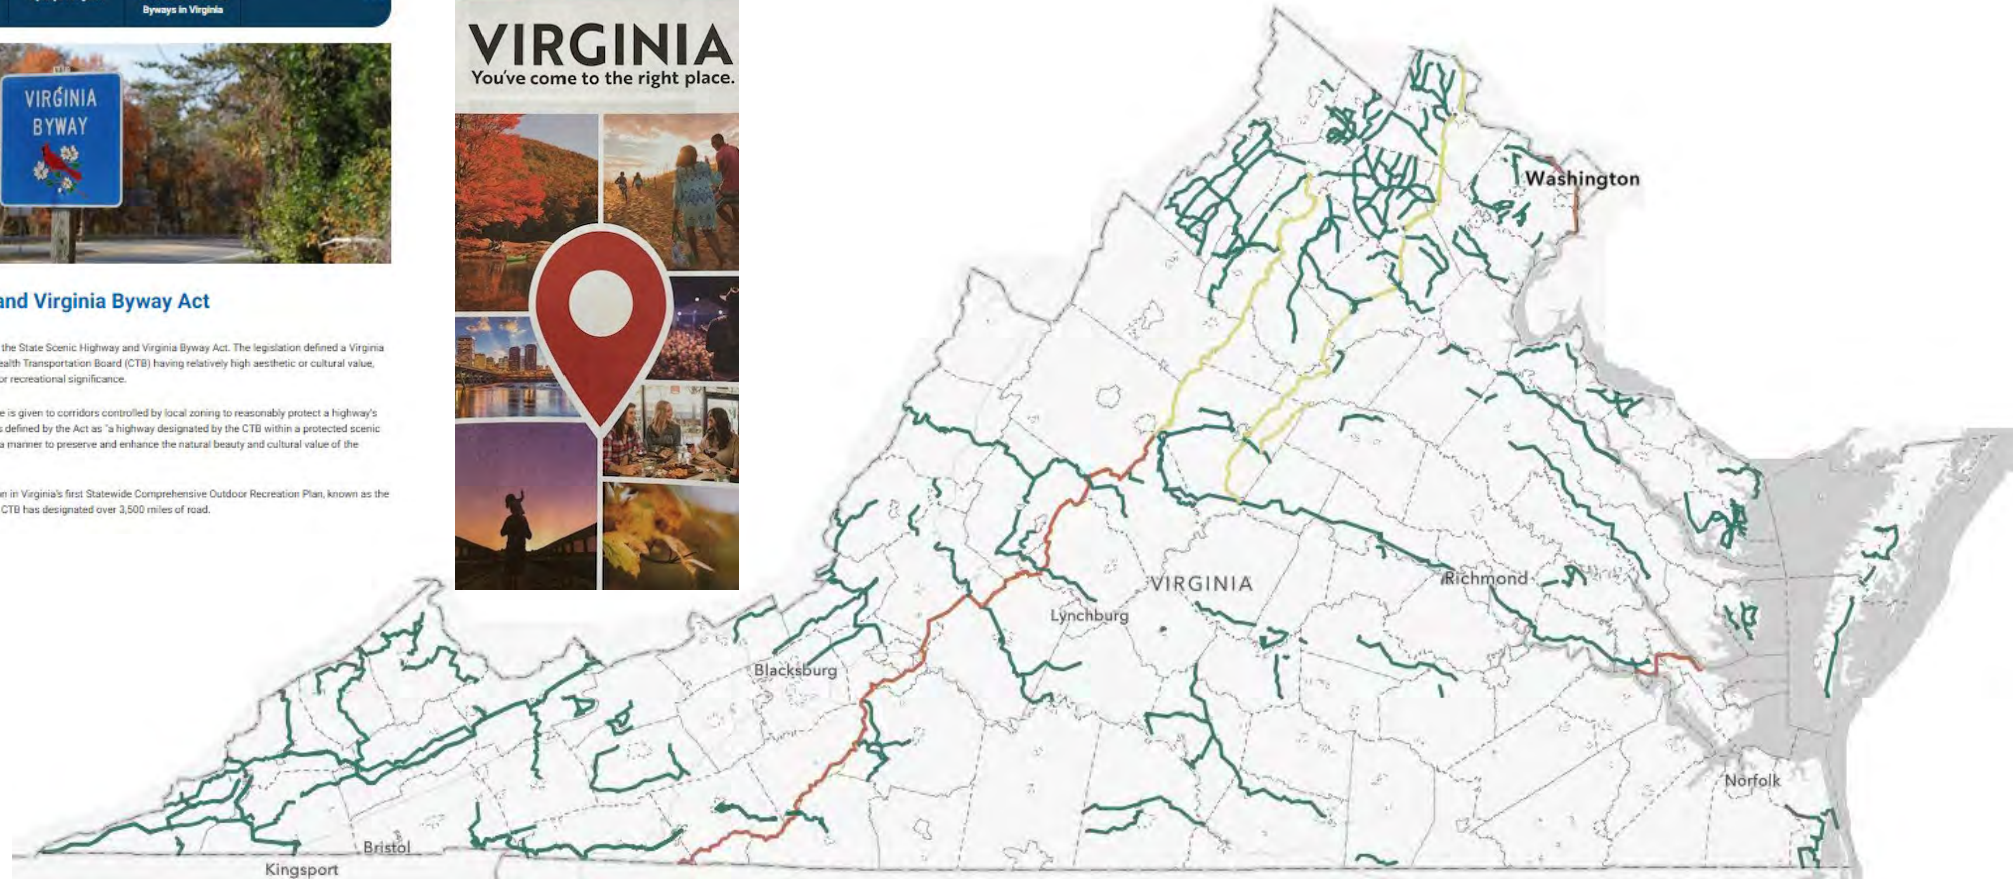 Byways in Virginia
VIRGINIA
BYWAY
and Virginia Byway Act
the State Scenic Highway and Virginia Byway Act. The legislation defined a Virginia
ealth Transportation Board (CTB) having relatively high aesthetic or cultural value,
or recreational significance.
e is given to corridors controlled by local zoning to reasonably protect a highway's
s defined by the Act as "a highway designated by the CTB within a protected scenic
a manner to preserve and enhance the natural beauty and cultural value of the
on in Virginia's first Statewide Comprehensive Outdoor Recreation Plan, known as the
CTB has designated over 3,500 miles of road.
VIRGINIA
You've come to the right place.
Washington
VIRGINIA
Richmond
Lynchburg
Blacksburg
Norfolk
Bristol
Kingsport